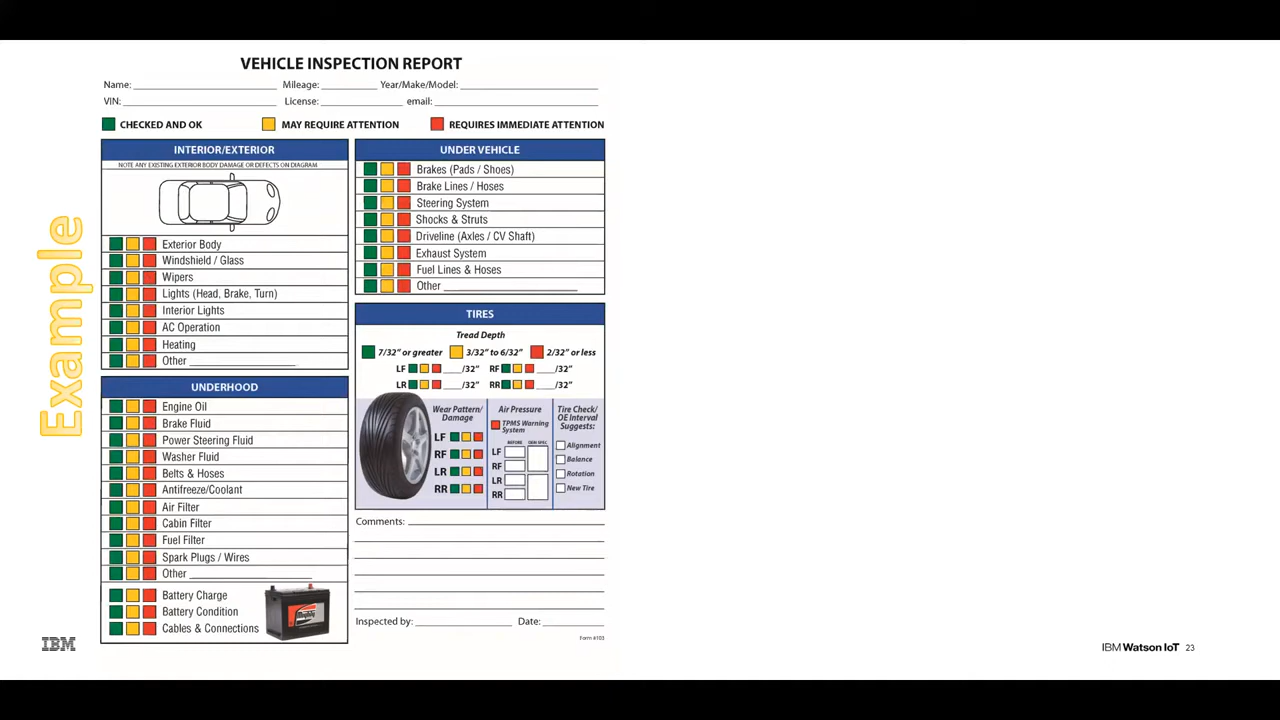 VEHICLE INSPECTION REPORT
Name: Mileage: Year/Make/Model:
VIN: License: email:
CHECKED AND OK MAY REQUIRE ATTENTION REQUIRES IMMEDIATE ATTENTION
INTERIOR/EXTERIOR
NOTE ANY EXISTING EXTERIOR BODY DAMAGE OR DEFECTS ON DIAGRAM.
Exterior Body
Windshield / Glass
Wipers
Lights (Head, Brake, Turn)
Interior Lights
AC Operation
Heating
Other
UNDERHOOD
Engine Oil
Brake Fluid
Power Steering Fluid
Washer Fluid
Belts & Hoses
Antifreeze/Coolant
Air Filter
Cabin Filter
Fuel Filter
Spark Plugs / Wires
Other
Battery Charge
Battery Condition
Cables & Connections
UNDER VEHICLE
Brakes (Pads / Shoes)
Brake Lines / Hoses
Steering System
Shocks & Struts
Driveline (Axles / CV Shaft)
Exhaust System
Fuel Lines & Hoses
Other
TIRES
Tread Depth
7/32" or greater 3/32" to 6/32" 2/32" or less
LF /32" RF /32"
LR /32" RR /32"
Wear Pattern/
Damage
LF
RF
LR
RR
Air Pressure
TPMS Warning
System
BEFORE
LF
RF
LR
RR
Tire Check/
OE Interval
Suggests:
Alignment
Balance
Rotation
New Tire
Comments:
Inspected by: Date:
Form #103
Example
IBM
IBM Watson IoT 23